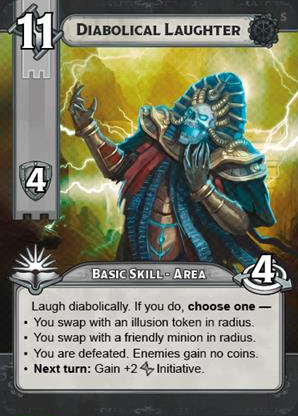 11
DIABOLICAL LAUGHTER
S
4
BASIC SKILL - AREA
4
Laugh diabolically. If you do, choose one —
• You swap with an illusion token in radius.
• You swap with a friendly minion in radius.
• You are defeated. Enemies gain no coins.
• Next turn: Gain +2 Initiative.